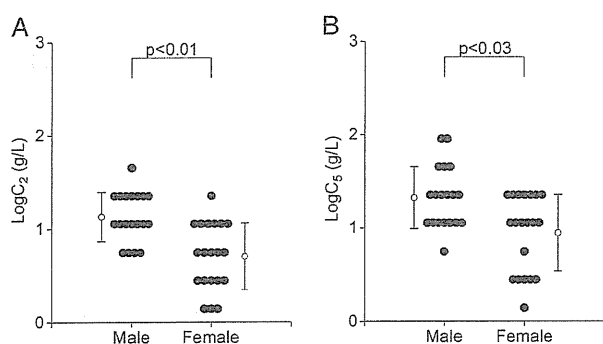 A
B
3
2
1
0
LogC₂ (g/L)
p<0.01
Male
Female
3
2
1
0
LogC₅ (g/L)
p<0.03
Male
Female